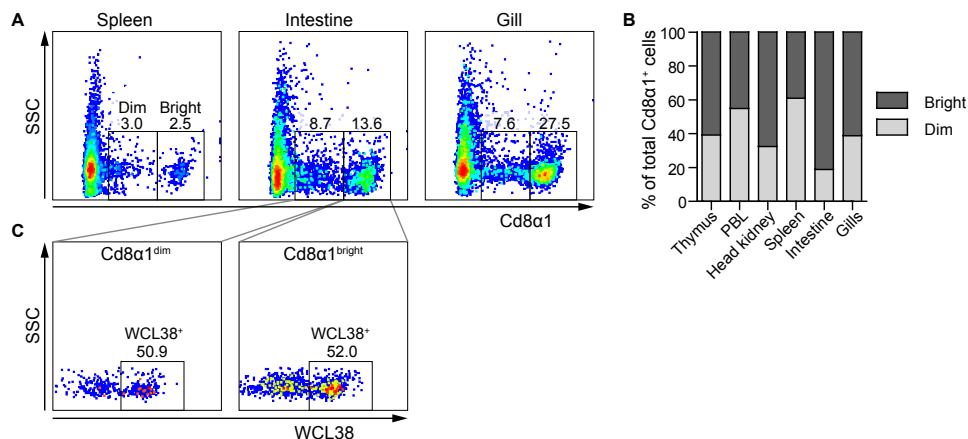 A
Spleen
Intestine
Gill
SSC
Dim
Bright
3.0
2.5
8.7
13.6
7.6
27.5
Cd8α1
B
% of total Cd8α1⁺ cells
100
80
60
40
20
0
Thymus
PBL
Head kidney
Spleen
Intestine
Gills
Bright
Dim
C
SSC
Cd8α1ᵈⁱᵐ
WCL38⁺
50.9
Cd8α1ᵇʳⁱᵍʰᵗ
WCL38⁺
52.0
WCL38